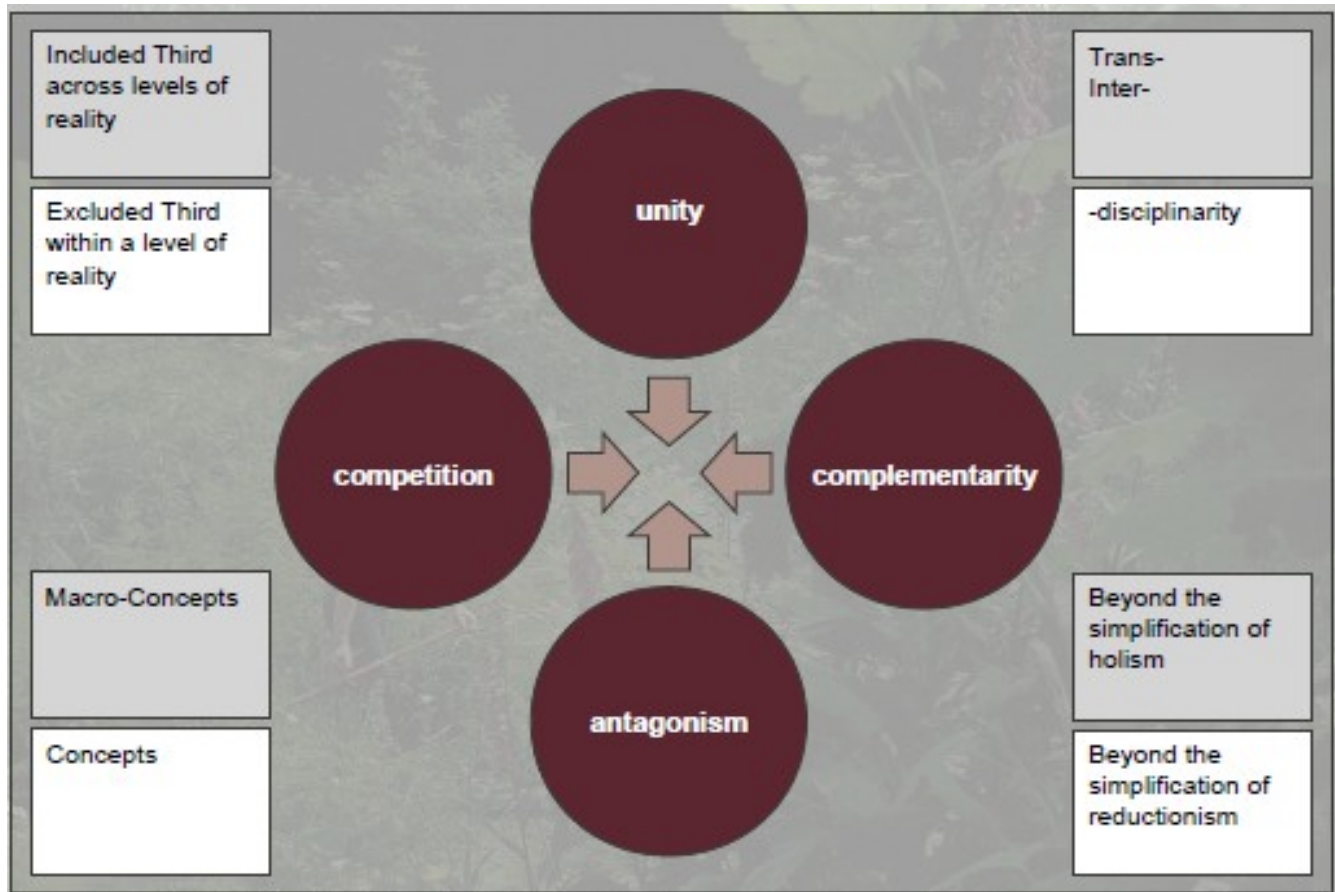 Included Third
across levels of
reality
Trans-
Inter-
Excluded Third
within a level of
reality
-disciplinarity
unity
competition
complementarity
antagonism
Macro-Concepts
Beyond the
simplification of
holism
Concepts
Beyond the
simplification of
reductionism